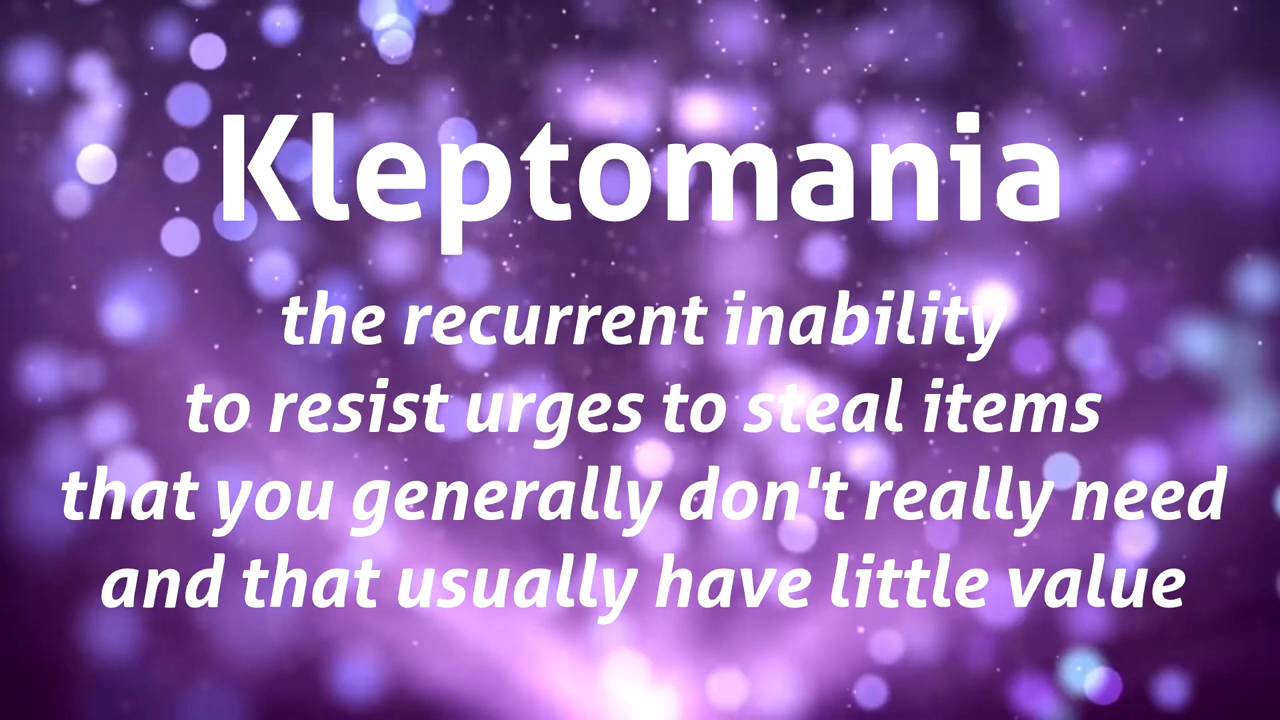 Kleptomania
the recurrent inability
to resist urges to steal items
that you generally don't really need
and that usually have little value